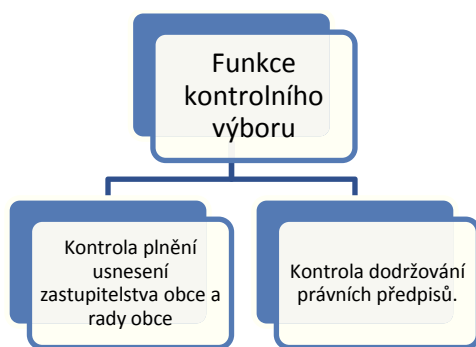 Funkce
kontrolního
výboru
Kontrola plnění
usnesení
zastupitelstva obce a
rady obce
Kontrola dodržování
právních předpisů.